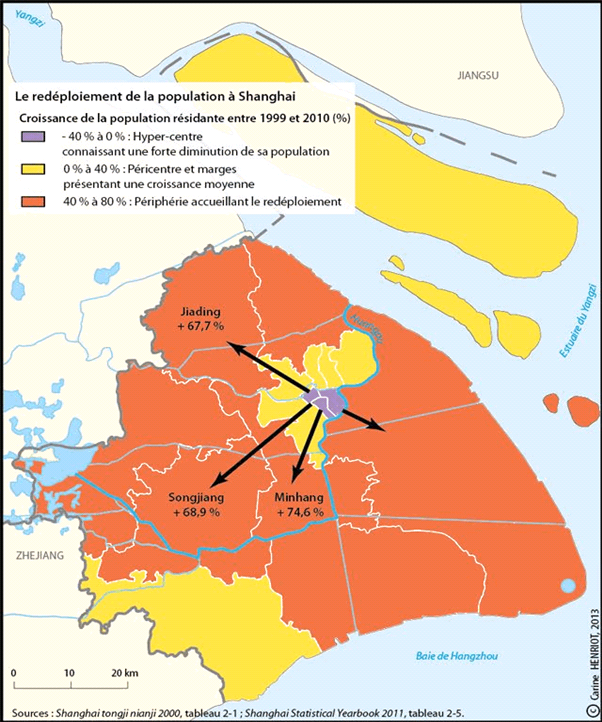 Yangzi
JIANGSU
Le redéploiement de la population à Shanghai
Croissance de la population résidante entre 1999 et 2010 (%)
- 40 % à 0 % : Hyper-centre
connaissant une forte diminution de sa population
0 % à 40 % : Péricentre et marges
présentant une croissance moyenne
40 % à 80 % : Périphérie accueillant le redéploiement
Jiading
+ 67,7 %
Huangpu
Estuaire du Yangzi
Songjiang
+ 68,9 %
Minhang
+ 74,6 %
ZHEJIANG
Baie de Hangzhou
0 10 20 km
© Carine HENRIOT, 2013
Sources : Shanghai tongji nianji 2000, tableau 2-1 ; Shanghai Statistical Yearbook 2011, tableau 2-5.